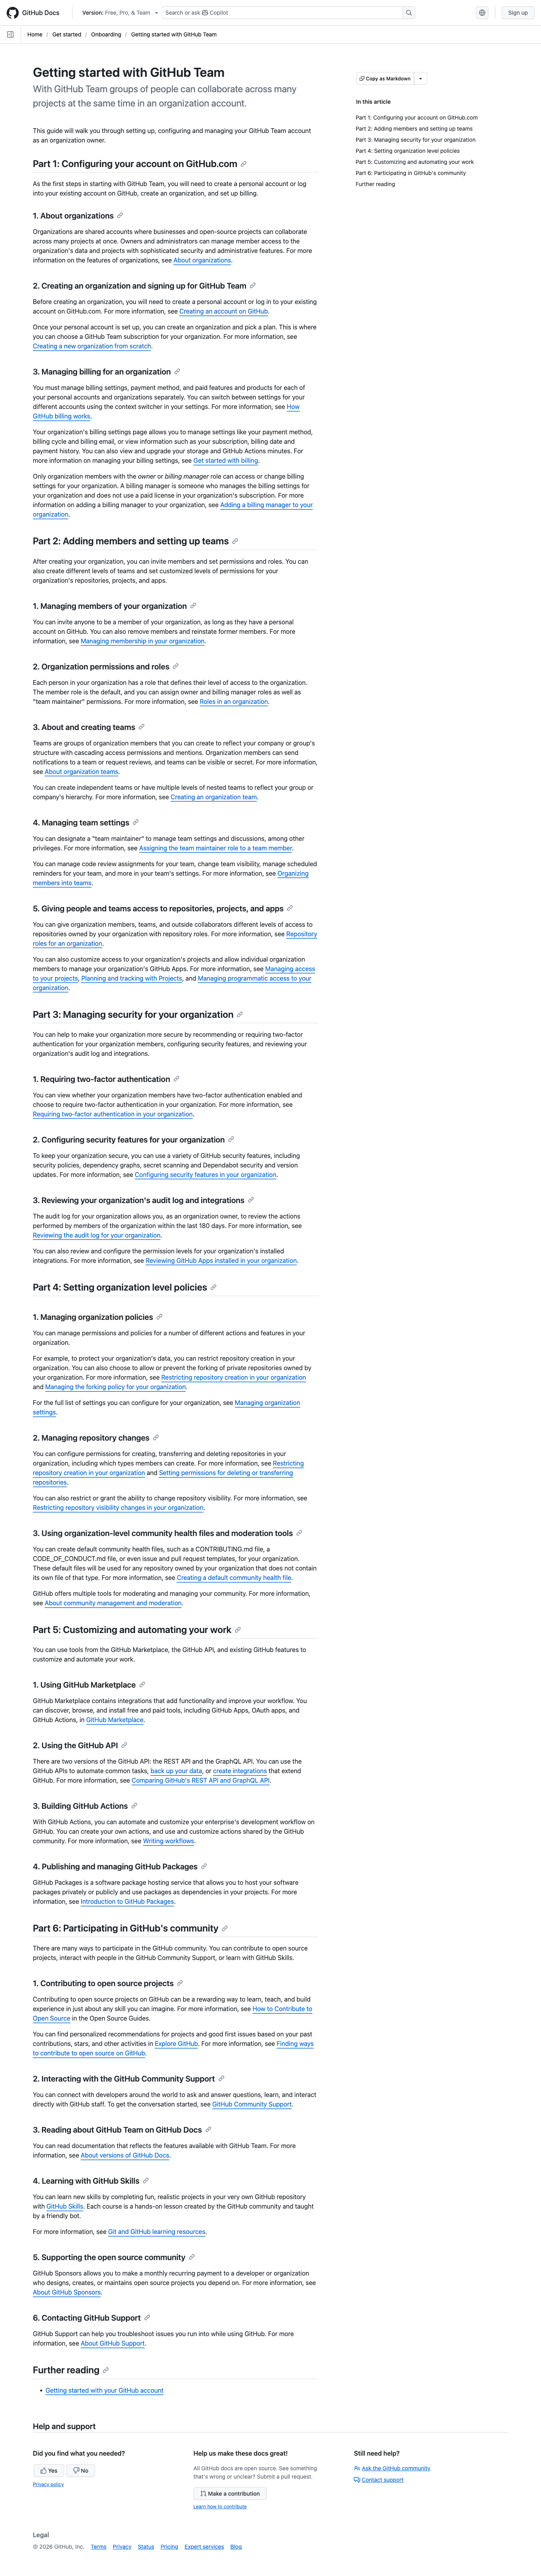 GitHub Docs
Version: Free, Pro, & Team
Search or ask Copilot
Sign up
Home / Get started / Onboarding / Getting started with GitHub Team
Getting started with GitHub Team
With GitHub Team groups of people can collaborate across many
projects at the same time in an organization account.
Copy as Markdown
In this article
Part 1: Configuring your account on GitHub.com
Part 2: Adding members and setting up teams
Part 3: Managing security for your organization
Part 4: Setting organization level policies
Part 5: Customizing and automating your work
Part 6: Participating in GitHub's community
Further reading
This guide will walk you through setting up, configuring and managing your GitHub Team account
as an organization owner.
Part 1: Configuring your account on GitHub.com
As the first steps in starting with GitHub Team, you will need to create a personal account or log
into your existing account on GitHub, create an organization, and set up billing.
1. About organizations
Organizations are shared accounts where businesses and open-source projects can collaborate
across many projects at once. Owners and administrators can manage member access to the
organization's data and projects with sophisticated security and administrative features. For more
information on the features of organizations, see About organizations.
2. Creating an organization and signing up for GitHub Team
Before creating an organization, you will need to create a personal account or log in to your existing
account on GitHub.com. For more information, see Creating an account on GitHub.
Once your personal account is set up, you can create an organization and pick a plan. This is where
you can choose a GitHub Team subscription for your organization. For more information, see
Creating a new organization from scratch.
3. Managing billing for an organization
You must manage billing settings, payment method, and paid features and products for each of
your personal accounts and organizations separately. You can switch between settings for your
different accounts using the context switcher in your settings. For more information, see How
GitHub billing works.
Your organization's billing settings page allows you to manage settings like your payment method,
billing cycle and billing email, or view information such as your subscription, billing date and
payment history. You can also view and upgrade your storage and GitHub Actions minutes. For
more information on managing your billing settings, see Get started with billing.
Only organization members with the owner or billing manager role can access or change billing
settings for your organization. A billing manager is someone who manages the billing settings for
your organization and does not use a paid license in your organization's subscription. For more
information on adding a billing manager to your organization, see Adding a billing manager to your
organization.
Part 2: Adding members and setting up teams
After creating your organization, you can invite members and set permissions and roles. You can
also create different levels of teams and set customized levels of permissions for your
organization's repositories, projects, and apps.
1. Managing members of your organization
You can invite anyone to be a member of your organization, as long as they have a personal
account on GitHub. You can also remove members and reinstate former members. For more
information, see Managing membership in your organization.
2. Organization permissions and roles
Each person in your organization has a role that defines their level of access to the organization.
The member role is the default, and you can assign owner and billing manager roles as well as
"team maintainer" permissions. For more information, see Roles in an organization.
3. About and creating teams
Teams are groups of organization members that you can create to reflect your company or group's
structure with cascading access permissions and mentions. Organization members can send
notifications to a team or request reviews, and teams can be visible or secret. For more information,
see About organization teams.
You can create independent teams or have multiple levels of nested teams to reflect your group or
company's hierarchy. For more information, see Creating an organization team.
4. Managing team settings
You can designate a "team maintainer" to manage team settings and discussions, among other
privileges. For more information, see Assigning the team maintainer role to a team member.
You can manage code review assignments for your team, change team visibility, manage scheduled
reminders for your team, and more in your team's settings. For more information, see Organizing
members into teams.
5. Giving people and teams access to repositories, projects, and apps
You can give organization members, teams, and outside collaborators different levels of access to
repositories owned by your organization with repository roles. For more information, see Repository
roles for an organization.
You can also customize access to your organization's projects and allow individual organization
members to manage your organization's GitHub Apps. For more information, see Managing access
to your projects, Planning and tracking with Projects, and Managing programmatic access to your
organization.
Part 3: Managing security for your organization
You can help to make your organization more secure by recommending or requiring two-factor
authentication for your organization members, configuring security features, and reviewing your
organization's audit log and integrations.
1. Requiring two-factor authentication
You can view whether your organization members have two-factor authentication enabled and
choose to require two-factor authentication in your organization. For more information, see
Requiring two-factor authentication in your organization.
2. Configuring security features for your organization
To keep your organization secure, you can use a variety of GitHub security features, including
security policies, dependency graphs, secret scanning and Dependabot security and version
updates. For more information, see Configuring security features in your organization.
3. Reviewing your organization's audit log and integrations
The audit log for your organization allows you, as an organization owner, to review the actions
performed by members of the organization within the last 180 days. For more information, see
Reviewing the audit log for your organization.
You can also review and configure the permission levels for your organization's installed
integrations. For more information, see Reviewing GitHub Apps installed in your organization.
Part 4: Setting organization level policies
1. Managing organization policies
You can manage permissions and policies for a number of different actions and features in your
organization.
For example, to protect your organization's data, you can restrict repository creation in your
organization. You can also choose to allow or prevent the forking of private repositories owned by
your organization. For more information, see Restricting repository creation in your organization
and Managing the forking policy for your organization.
For the full list of settings you can configure for your organization, see Managing organization
settings.
2. Managing repository changes
You can configure permissions for creating, transferring and deleting repositories in your
organization, including which types members can create. For more information, see Restricting
repository creation in your organization and Setting permissions for deleting or transferring
repositories.
You can also restrict or grant the ability to change repository visibility. For more information, see
Restricting repository visibility changes in your organization.
3. Using organization-level community health files and moderation tools
You can create default community health files, such as a CONTRIBUTING.md file, a
CODE_OF_CONDUCT.md file, or even issue and pull request templates, for your organization.
These default files will be used for any repository owned by your organization that does not contain
its own file of that type. For more information, see Creating a default community health file.
GitHub offers multiple tools for moderating and managing your community. For more information,
see About community management and moderation.
Part 5: Customizing and automating your work
You can use tools from the GitHub Marketplace, the GitHub API, and existing GitHub features to
customize and automate your work.
1. Using GitHub Marketplace
GitHub Marketplace contains integrations that add functionality and improve your workflow. You
can discover, browse, and install free and paid tools, including GitHub Apps, OAuth apps, and
GitHub Actions, in GitHub Marketplace.
2. Using the GitHub API
There are two versions of the GitHub API: the REST API and the GraphQL API. You can use the
GitHub APIs to automate common tasks, back up your data, or create integrations that extend
GitHub. For more information, see Comparing GitHub's REST API and GraphQL API.
3. Building GitHub Actions
With GitHub Actions, you can automate and customize your enterprise's development workflow on
GitHub. You can create your own actions, and use and customize actions shared by the GitHub
community. For more information, see Writing workflows.
4. Publishing and managing GitHub Packages
GitHub Packages is a software package hosting service that allows you to host your software
packages privately or publicly and use packages as dependencies in your projects. For more
information, see Introduction to GitHub Packages.
Part 6: Participating in GitHub's community
There are many ways to participate in the GitHub community. You can contribute to open source
projects, interact with people in the GitHub Community Support, or learn with GitHub Skills.
1. Contributing to open source projects
Contributing to open source projects on GitHub can be a rewarding way to learn, teach, and build
experience in just about any skill you can imagine. For more information, see How to Contribute to
Open Source in the Open Source Guides.
You can find personalized recommendations for projects and good first issues based on your past
contributions, stars, and other activities in Explore GitHub. For more information, see Finding ways
to contribute to open source on GitHub.
2. Interacting with the GitHub Community Support
You can connect with developers around the world to ask and answer questions, learn, and interact
directly with GitHub staff. To get the conversation started, see GitHub Community Support.
3. Reading about GitHub Team on GitHub Docs
You can read documentation that reflects the features available with GitHub Team. For more
information, see About versions of GitHub Docs.
4. Learning with GitHub Skills
You can learn new skills by completing fun, realistic projects in your very own GitHub repository
with GitHub Skills. Each course is a hands-on lesson created by the GitHub community and taught
by a friendly bot.
For more information, see Git and GitHub learning resources.
5. Supporting the open source community
GitHub Sponsors allows you to make a monthly recurring payment to a developer or organization
who designs, creates, or maintains open source projects you depend on. For more information, see
About GitHub Sponsors.
6. Contacting GitHub Support
GitHub Support can help you troubleshoot issues you run into while using GitHub. For more
information, see About GitHub Support.
Further reading
• Getting started with your GitHub account
Help and support
Did you find what you needed?
Yes
No
Privacy policy
Help us make these docs great!
All GitHub docs are open source. See something
that's wrong or unclear? Submit a pull request.
Make a contribution
Learn how to contribute
Still need help?
Ask the GitHub community
Contact support
Legal
© 2026 GitHub, Inc. Terms Privacy Status Pricing Expert services Blog